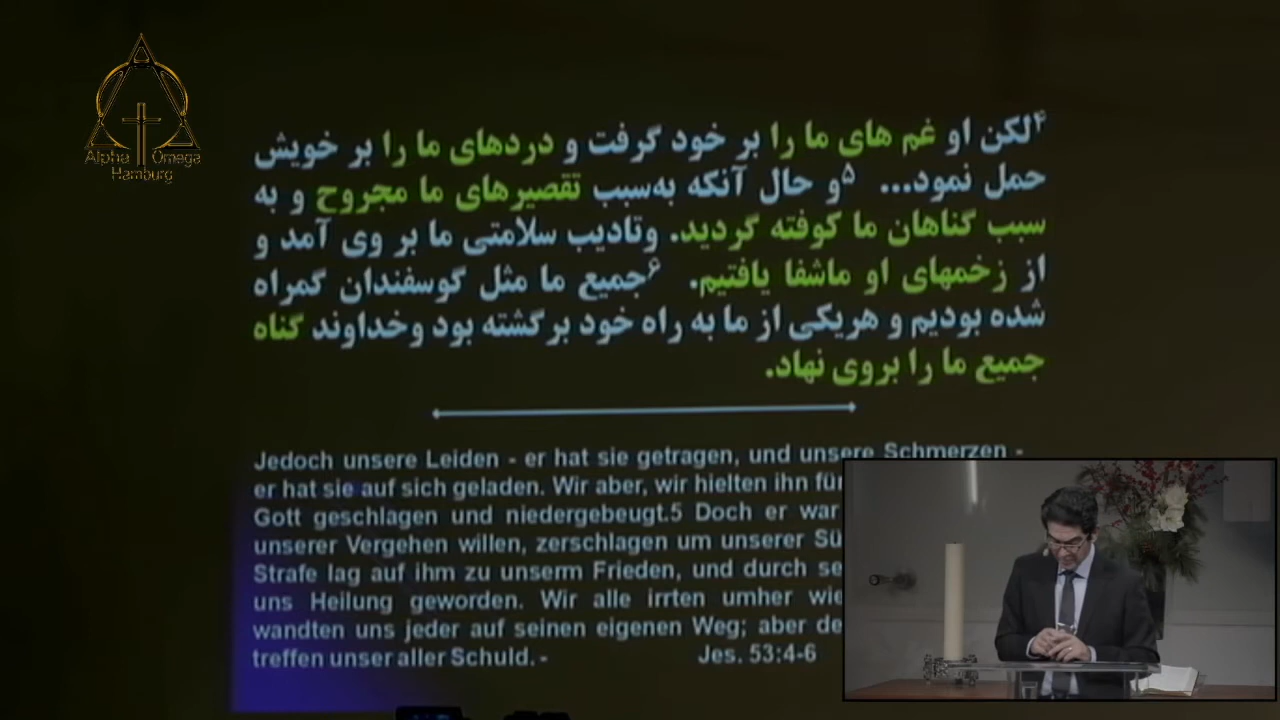 Alpha Omega
Hamburg
۴لکن او غم های ما را بر خود گرفت و دردهای ما را بر خویش
حمل نمود... ۵و حال آنکه به‌سبب تقصیرهای ما مجروح و به
سبب گناهان ما کوفته گردید. وتادیب سلامتی ما بر وی آمد و
از زخمهای او ماشفا یافتیم. ۶جمیع ما مثل گوسفندان گمراه
شده بودیم و هریکی از ما به راه خود برگشته بود وخداوند گناه
جمیع ما را بروی نهاد.
Jedoch unsere Leiden - er hat sie getragen, und unsere Schmerzen -
er hat sie auf sich geladen. Wir aber, wir hielten ihn für
Gott geschlagen und niedergebeugt.5 Doch er war
unserer Vergehen willen, zerschlagen um unserer
Strafe lag auf ihm zu unserm Frieden, und durch
uns Heilung geworden. Wir alle irrten umher wie
wandten uns jeder auf seinen eigenen Weg; aber
treffen unser aller Schuld. - Jes. 53:4-6